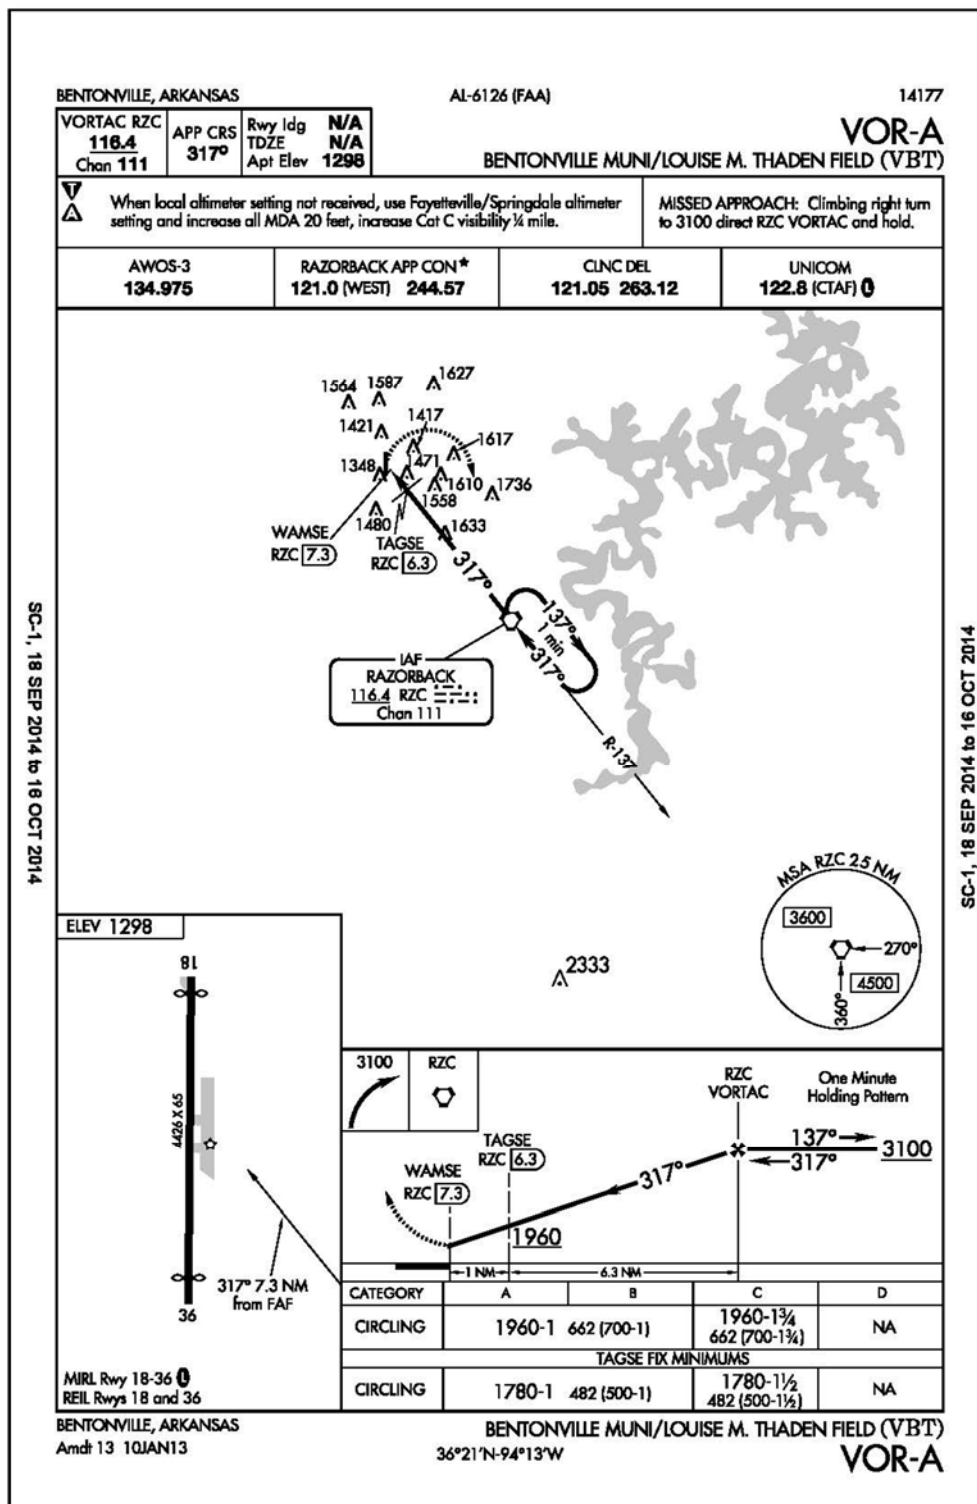 BENTONVILLE, ARKANSAS
AL-6126 (FAA)
14177
VORTAC RZC
116.4
Chan 111
APP CRS
317°
Rwy ldg N/A
TDZE N/A
Apt Elev 1298
VOR-A
BENTONVILLE MUNI/LOUISE M. THADEN FIELD (VBT)
T
A
When local altimeter setting not received, use Fayetteville/Springdale altimeter
setting and increase all MDA 20 feet, increase Cat C visibility ¼ mile.
MISSED APPROACH: Climbing right turn
to 3100 direct RZC VORTAC and hold.
AWOS-3
134.975
RAZORBACK APP CON★
121.0 (WEST) 244.57
CLNC DEL
121.05 263.12
UNICOM
122.8 (CTAF) L
1564
1587
1627
1421
1417
1617
1348
1471
1610
1736
1558
1480
1633
WAMSE
RZC 7.3
TAGSE
RZC 6.3
317°
137°
1 min
317°
IAF
RAZORBACK
116.4 RZC
Chan 111
R-137
SC-1, 18 SEP 2014 to 16 OCT 2014
SC-1, 18 SEP 2014 to 16 OCT 2014
MSA RZC 25 NM
3600
270°
4500
360°
2333
ELEV 1298
18
4426 X 65
36
317° 7.3 NM
from FAF
MIRL Rwy 18-36 L
REIL Rwys 18 and 36
3100
RZC
RZC
VORTAC
One Minute
Holding Pattern
137°
317°
3100
TAGSE
RZC 6.3
WAMSE
RZC 7.3
317°
1960
1 NM
6.3 NM
CATEGORY A B C D
CIRCLING 1960-1 662 (700-1) 1960-1¾ NA
662 (700-1¾)
TAGSE FIX MINIMUMS
CIRCLING 1780-1 482 (500-1) 1780-1½ NA
482 (500-1½)
BENTONVILLE, ARKANSAS
Amdt 13 10JAN13
36°21'N-94°13'W
BENTONVILLE MUNI/LOUISE M. THADEN FIELD (VBT)
VOR-A